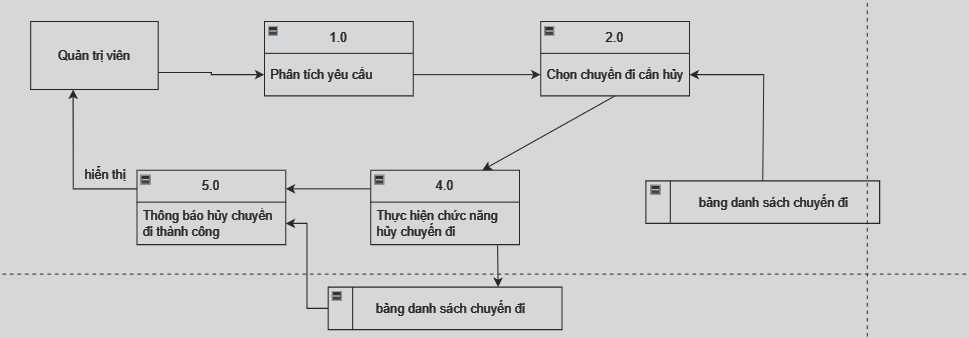 Quản trị viên
1.0
Phân tích yêu cầu
2.0
Chọn chuyến đi cần hủy
hiển thị
5.0
Thông báo hủy chuyến
đi thành công
4.0
Thực hiện chức năng
hủy chuyến đi
bảng danh sách chuyến đi
bảng danh sách chuyến đi